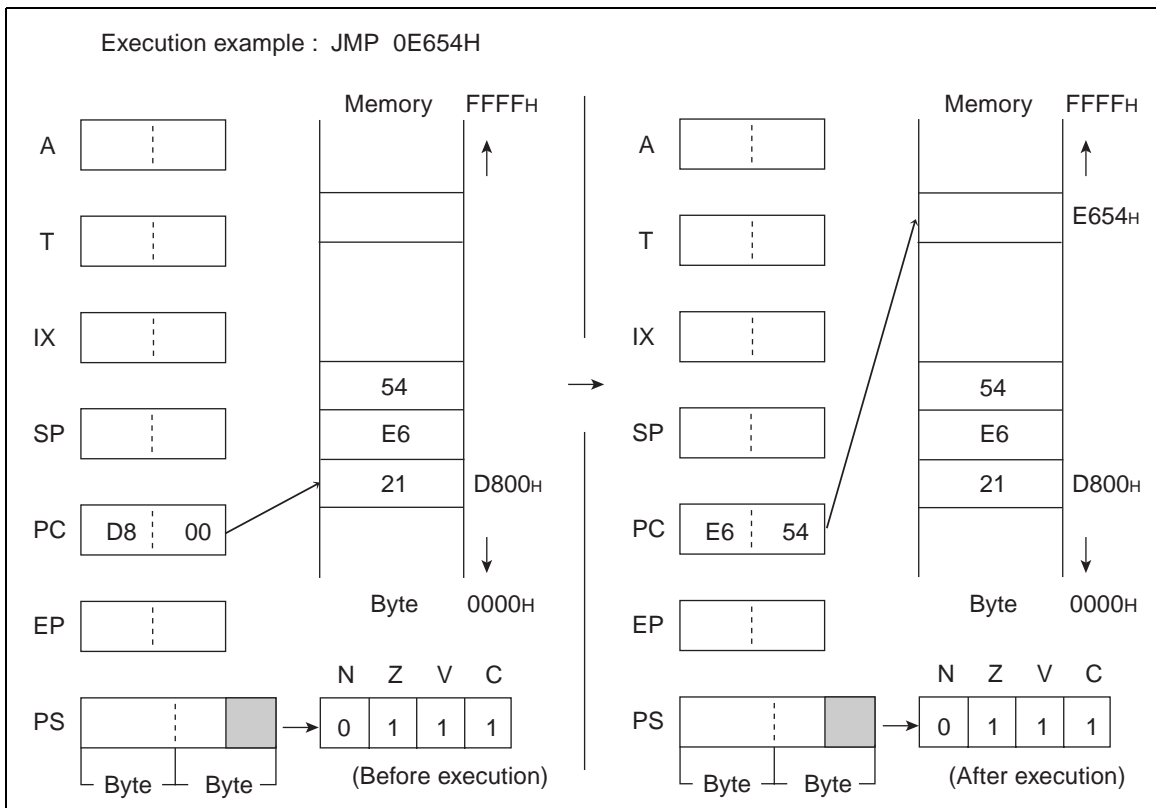 Execution example : JMP 0E654H
Memory FFFFH
A
T
IX
54
E6
SP
21 D800H
PC D8 00
Byte 0000H
EP
N Z V C
PS 0 1 1 1
Byte Byte
(Before execution)
Memory FFFFH
A
E654H
T
IX
54
E6
SP
21 D800H
PC E6 54
Byte 0000H
EP
N Z V C
PS 0 1 1 1
Byte Byte
(After execution)